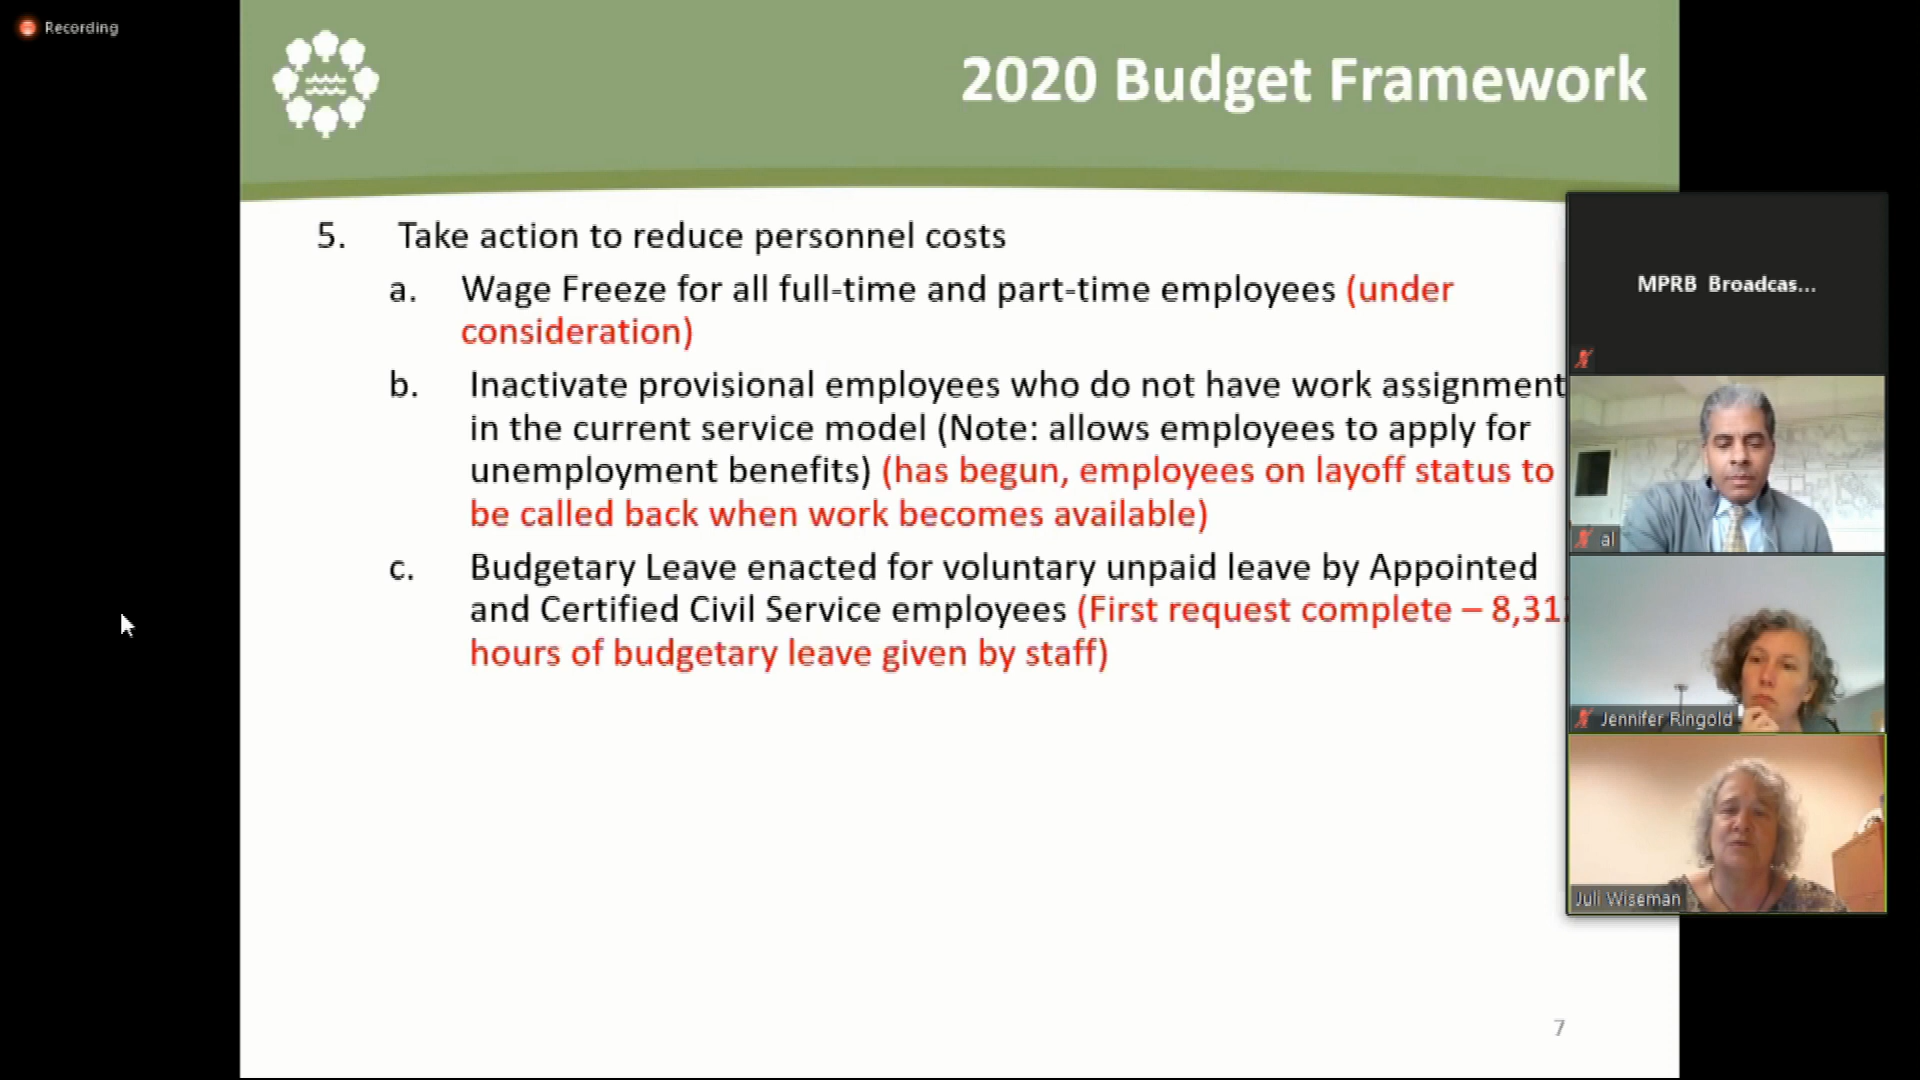 Recording
2020 Budget Framework
5. Take action to reduce personnel costs
a. Wage Freeze for all full-time and part-time employees (under
consideration)
b. Inactivate provisional employees who do not have work assignment
in the current service model (Note: allows employees to apply for
unemployment benefits) (has begun, employees on layoff status to
be called back when work becomes available)
c. Budgetary Leave enacted for voluntary unpaid leave by Appointed
and Certified Civil Service employees (First request complete –
hours of budgetary leave given by staff)
7
MPRB Broadcas...
al
Jennifer Ringold
Juli Wiseman